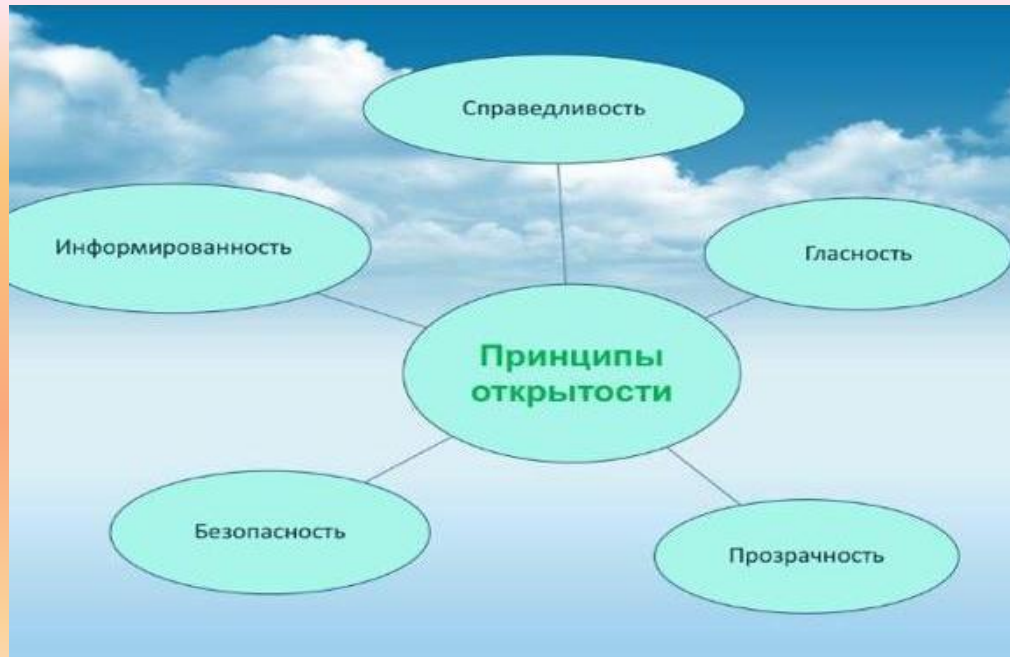 Справедливость
Информированность
Гласность
Принципы
открытости
Безопасность
Прозрачность